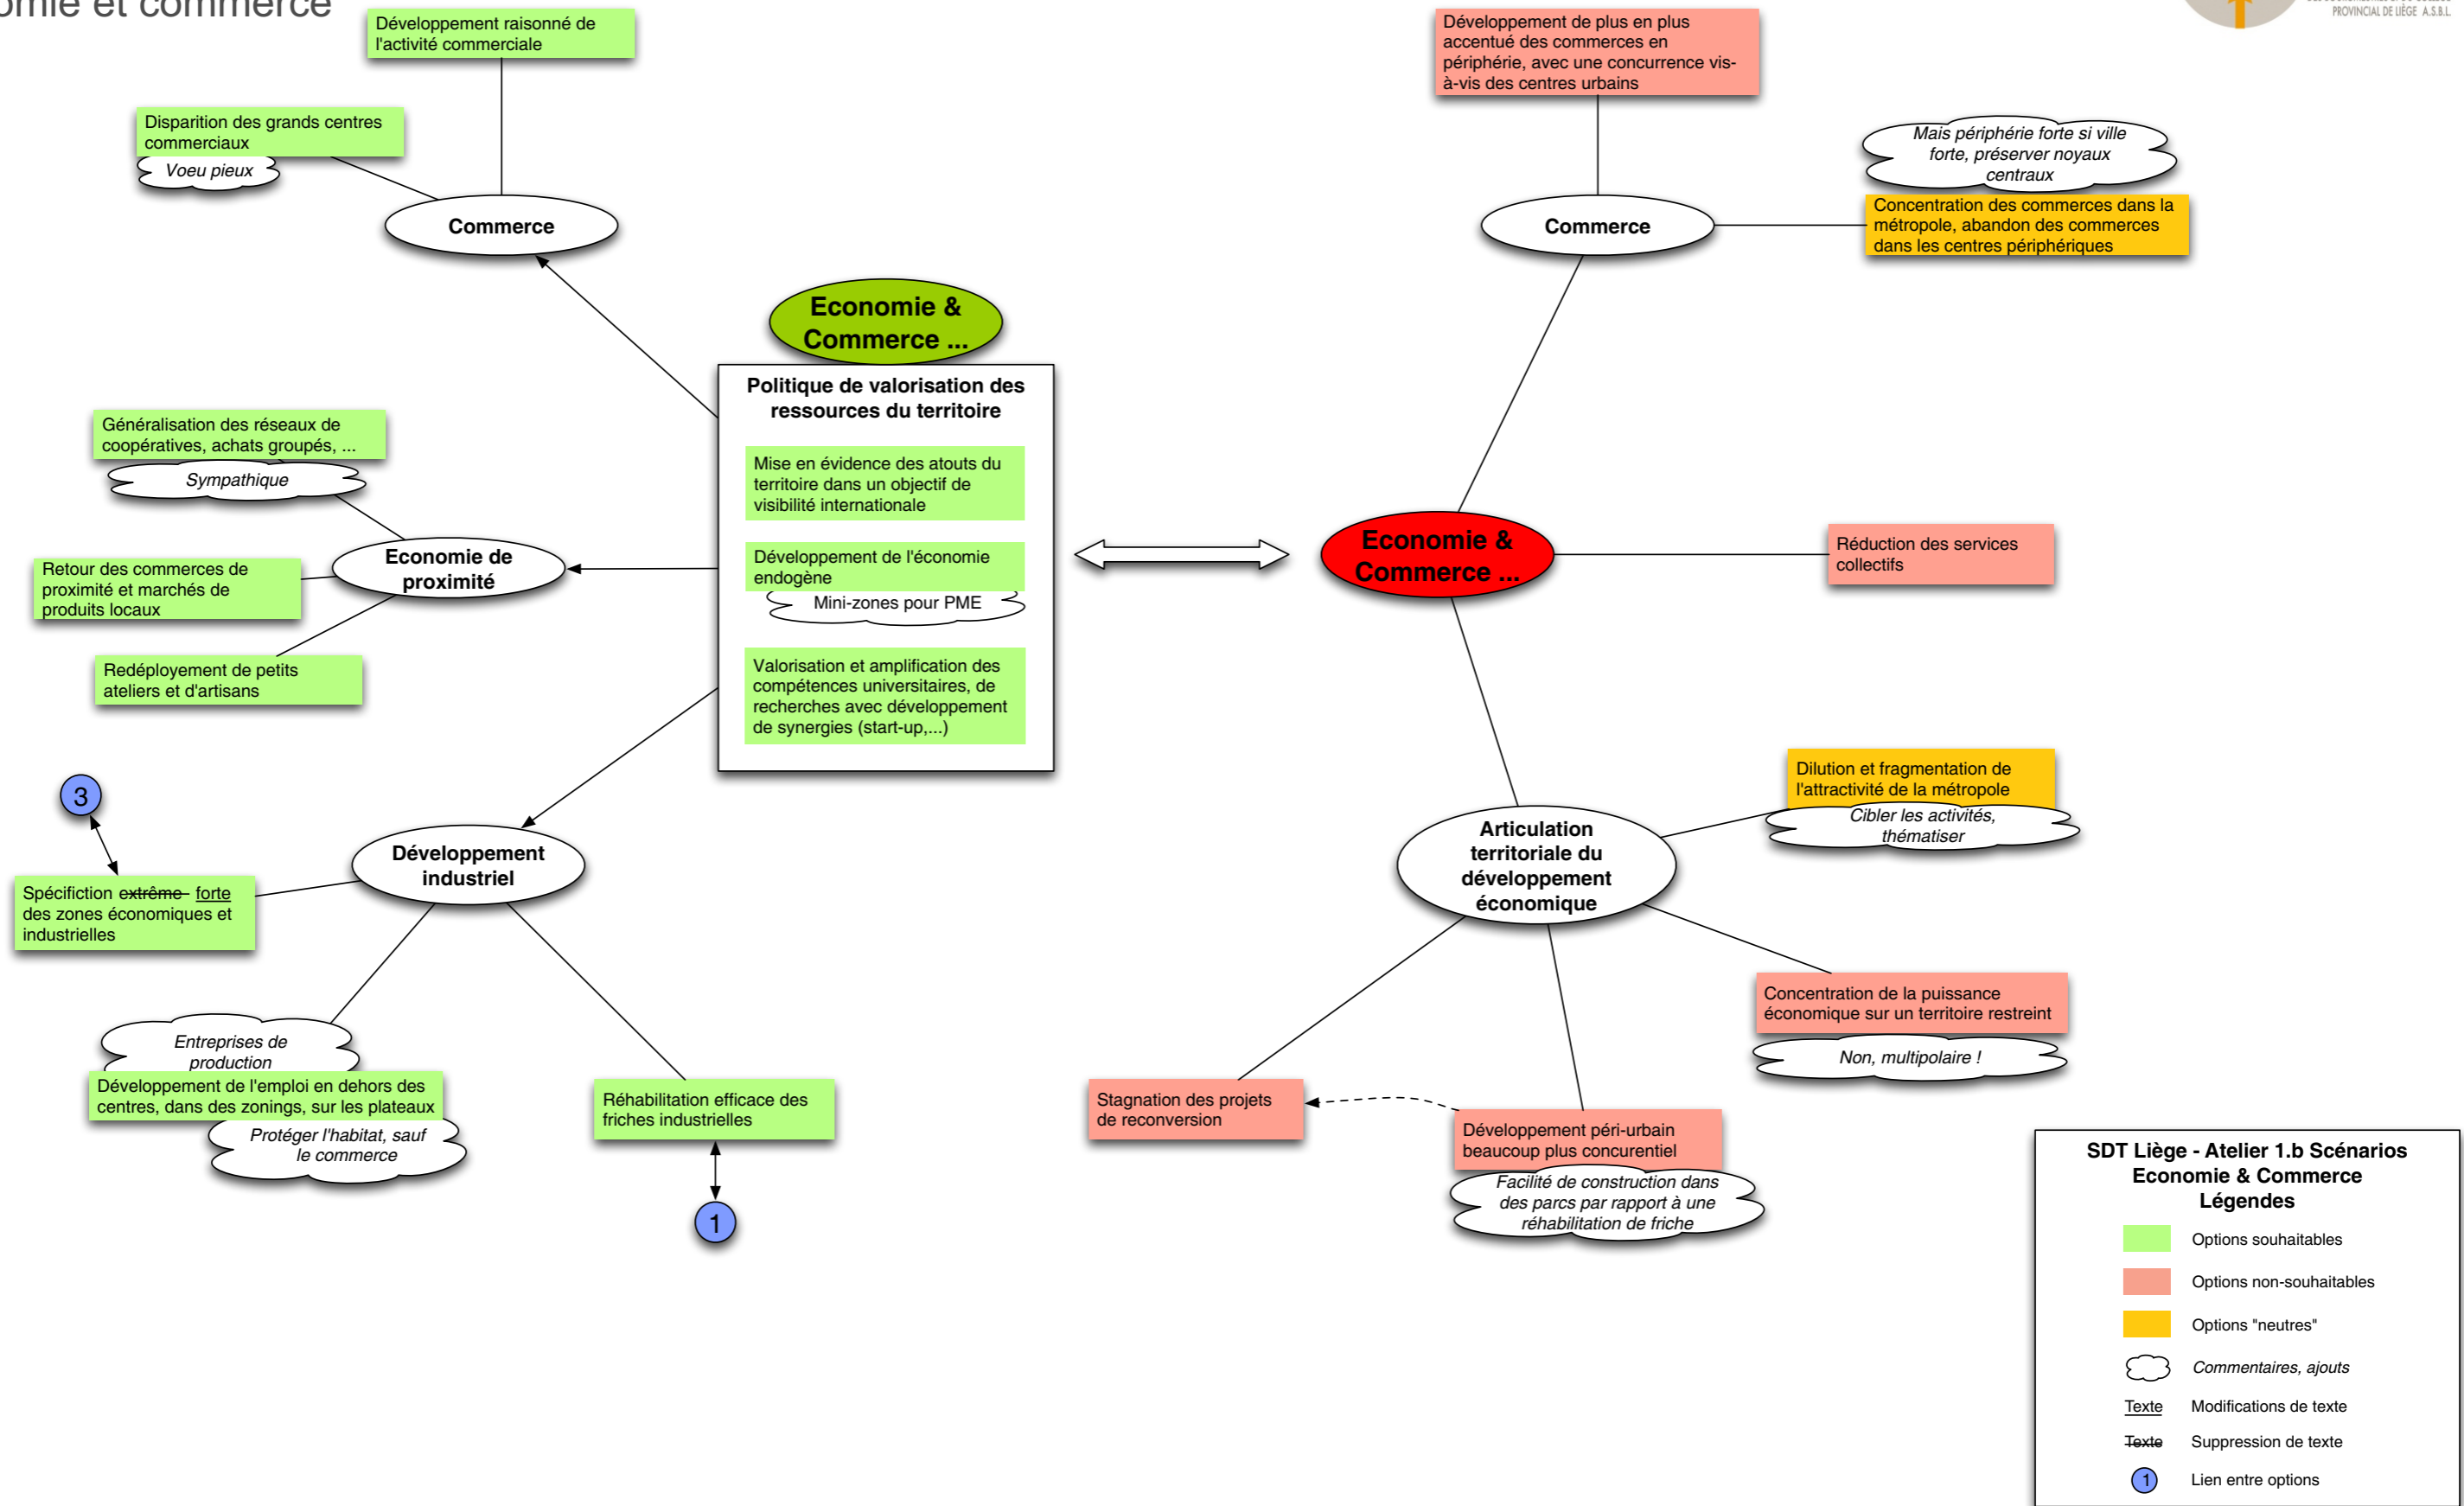 omie et commerce
PROVINCIAL DE LIÈGE A.S.B.L.
Développement raisonné de
l'activité commerciale
Disparition des grands centres
commerciaux
Voeu pieux
Commerce
Economie &
Commerce ...
Politique de valorisation des
ressources du territoire
Mise en évidence des atouts du
territoire dans un objectif de
visibilité internationale
Développement de l'économie
endogène
Mini-zones pour PME
Valorisation et amplification des
compétences universitaires, de
recherches avec développement
de synergies (start-up,...)
Généralisation des réseaux de
coopératives, achats groupés, ...
Sympathique
Economie de
proximité
Retour des commerces de
proximité et marchés de
produits locaux
Redéployement de petits
ateliers et d'artisans
3
Développement
industriel
Spécifiction extrême forte
des zones économiques et
industrielles
Entreprises de
production
Développement de l'emploi en dehors des
centres, dans des zonings, sur les plateaux
Protéger l'habitat, sauf
le commerce
Réhabilitation efficace des
friches industrielles
1
Développement de plus en plus
accentué des commerces en
périphérie, avec une concurrence vis-
à-vis des centres urbains
Mais périphérie forte si ville
forte, préserver noyaux
centraux
Commerce
Concentration des commerces dans la
métropole, abandon des commerces
dans les centres périphériques
Economie &
Commerce ...
Réduction des services
collectifs
Articulation
territoriale du
développement
économique
Dilution et fragmentation de
l'attractivité de la métropole
Cibler les activités,
thématiser
Concentration de la puissance
économique sur un territoire restreint
Non, multipolaire !
Stagnation des projets
de reconversion
Développement péri-urbain
beaucoup plus concurentiel
Facilité de construction dans
des parcs par rapport à une
réhabilitation de friche
SDT Liège - Atelier 1.b Scénarios
Economie & Commerce
Légendes
Options souhaitables
Options non-souhaitables
Options "neutres"
Commentaires, ajouts
Texte Modifications de texte
Texte Suppression de texte
1 Lien entre options